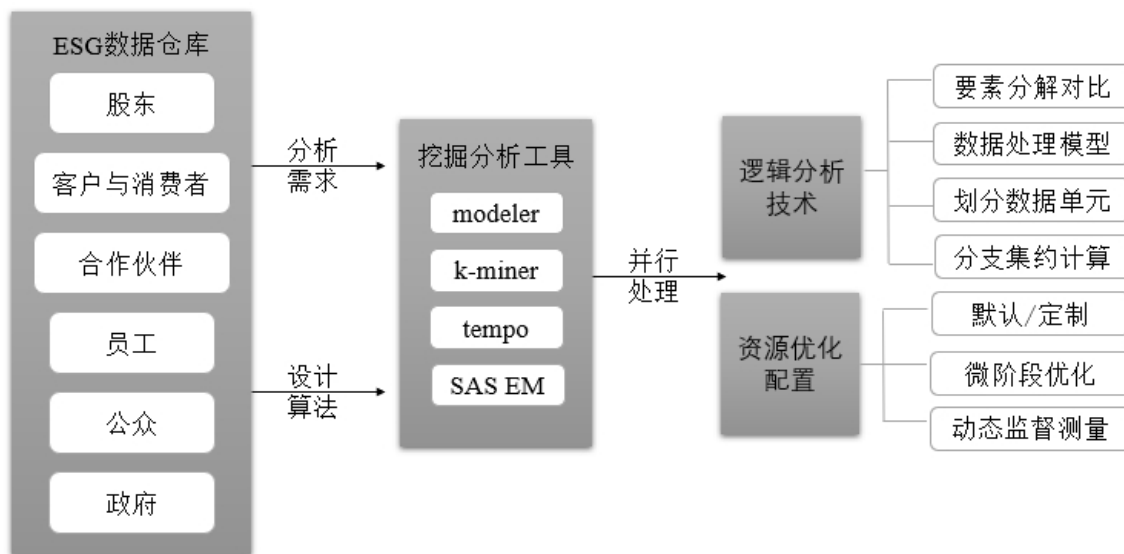 ESG数据仓库
股东
客户与消费者
合作伙伴
员工
公众
政府
分析
需求
设计
算法
挖掘分析工具
modeler
k-miner
tempo
SAS EM
并行
处理
逻辑分析
技术
要素分解对比
数据处理模型
划分数据单元
分支集约计算
资源优化
配置
默认/定制
微阶段优化
动态监督测量